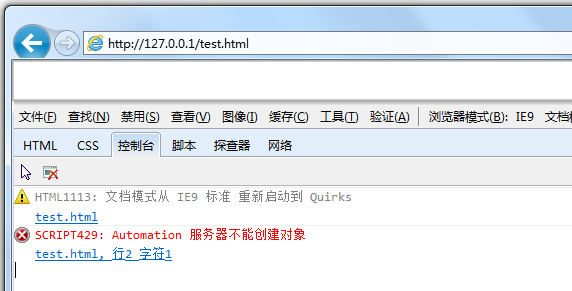 http://127.0.0.1/test.html
文件(F) 查找(N) 禁用(S) 查看(V) 图像(I) 缓存(C) 工具(T) 验证(A) 浏览器模式(B): IE9 文档
HTML CSS 控制台 脚本 探查器 网络
HTML1113: 文档模式从 IE9 标准 重新启动到 Quirks
test.html
SCRIPT429: Automation 服务器不能创建对象
test.html, 行2 字符1